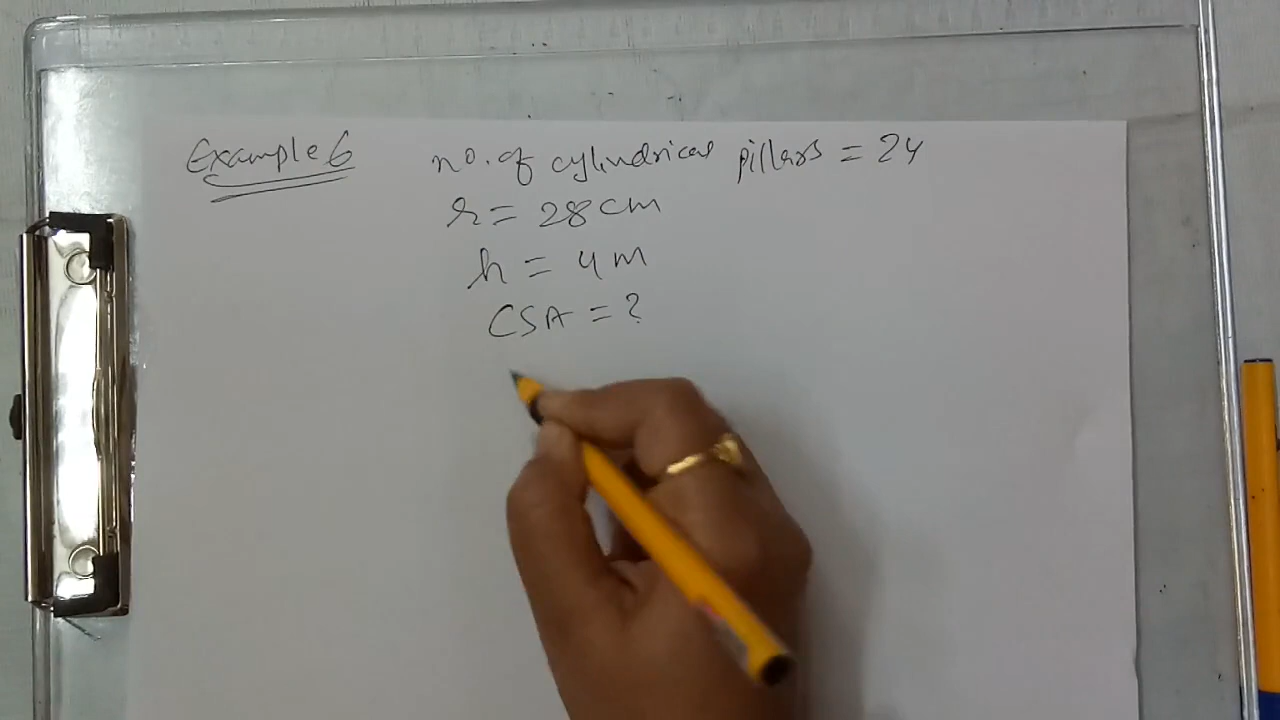 Example 6 no. of cylindrical pillars = 24
r = 28 cm
h = 4 m
CSA = ?